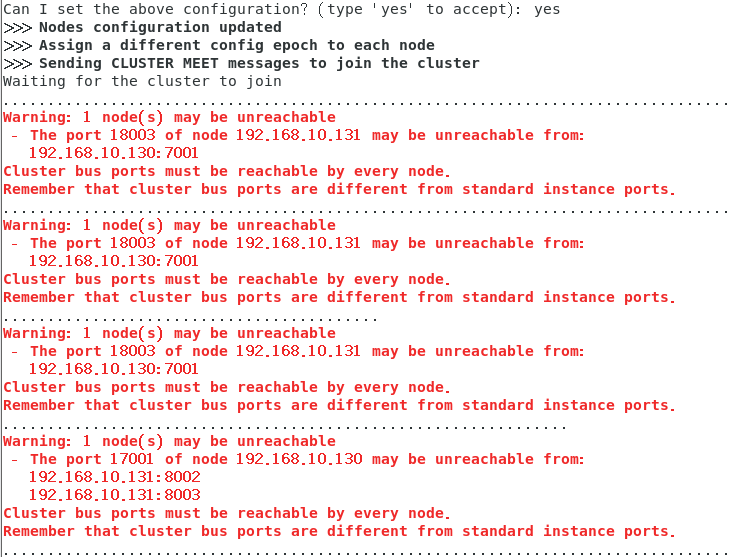 Can I set the above configuration? (type 'yes' to accept): yes
>>> Nodes configuration updated
>>> Assign a different config epoch to each node
>>> Sending CLUSTER MEET messages to join the cluster
Waiting for the cluster to join
.................................................................................
Warning: 1 node(s) may be unreachable
- The port 18003 of node 192.168.10.131 may be unreachable from:
192.168.10.130:7001
Cluster bus ports must be reachable by every node.
Remember that cluster bus ports are different from standard instance ports.
.................................................................................
Warning: 1 node(s) may be unreachable
- The port 18003 of node 192.168.10.131 may be unreachable from:
192.168.10.130:7001
Cluster bus ports must be reachable by every node.
Remember that cluster bus ports are different from standard instance ports.
..........................................
Warning: 1 node(s) may be unreachable
- The port 18003 of node 192.168.10.131 may be unreachable from:
192.168.10.130:7001
Cluster bus ports must be reachable by every node.
Remember that cluster bus ports are different from standard instance ports.
...............................................................
Warning: 1 node(s) may be unreachable
- The port 17001 of node 192.168.10.130 may be unreachable from:
192.168.10.131:8002
192.168.10.131:8003
Cluster bus ports must be reachable by every node.
Remember that cluster bus ports are different from standard instance ports.
.................................................................................